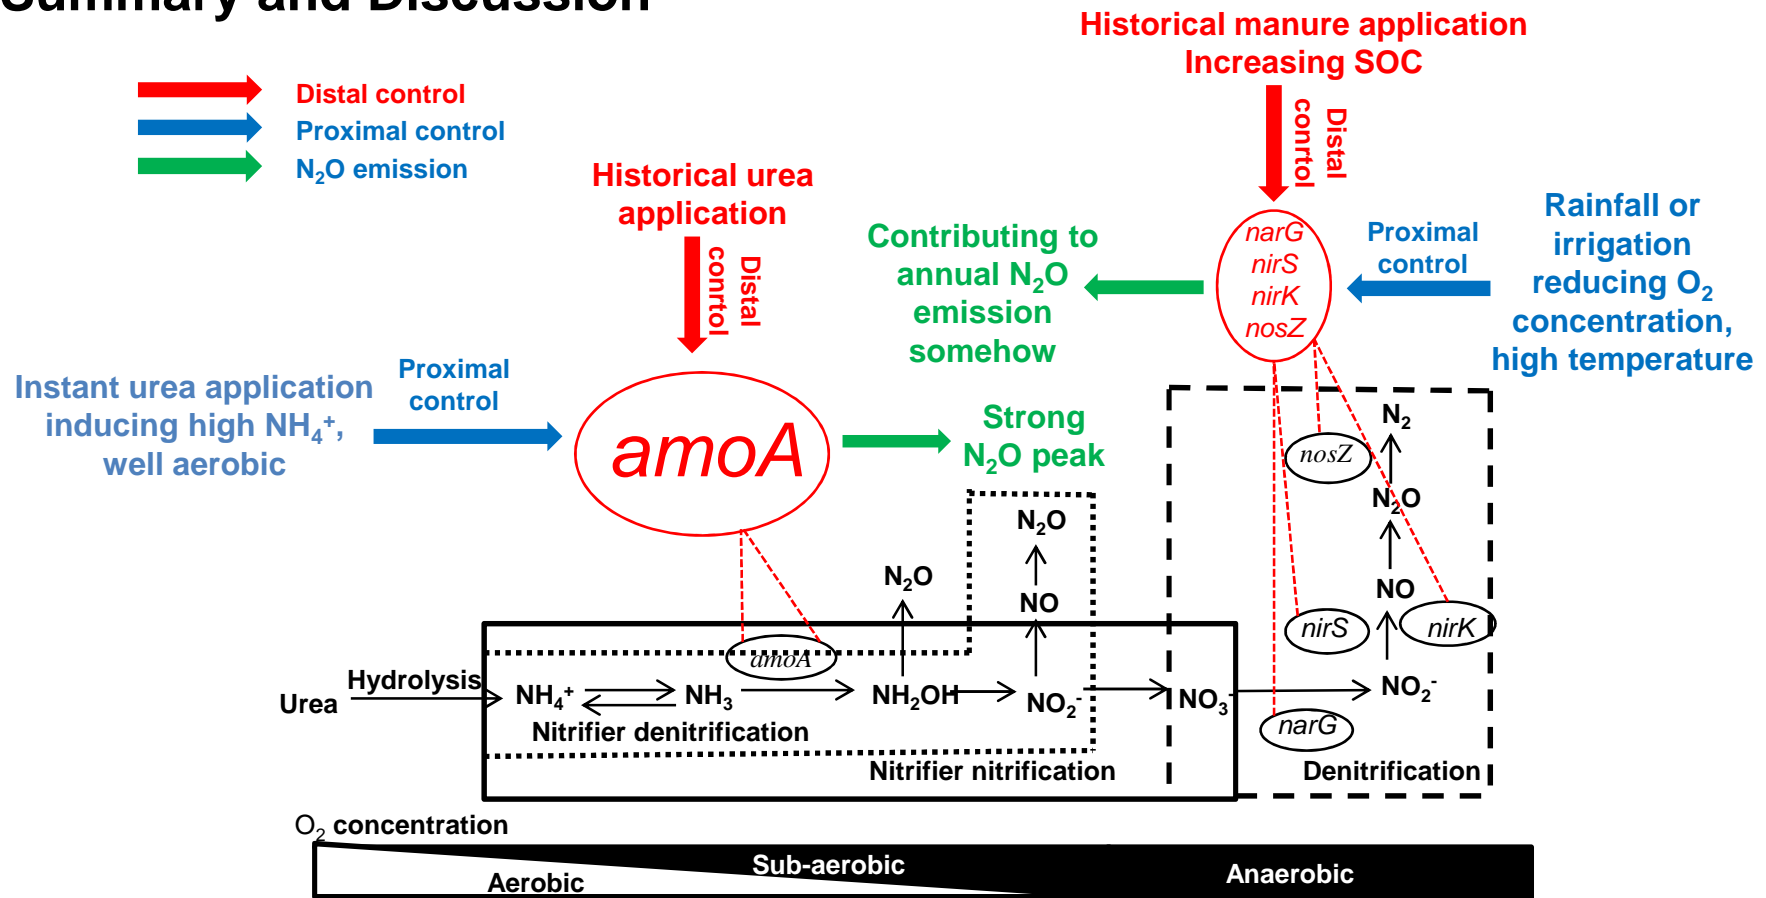 Summary and Discussion
Historical manure application
Increasing SOC
Distal control
Proximal control
N₂O emission
Distal
conrtol
Historical urea
application
Distal
conrtol
Contributing to
annual N₂O
emission
somehow
narG
nirS
nirK
nosZ
Proximal
control
Rainfall or
irrigation
reducing O₂
concentration,
high temperature
Instant urea application
inducing high NH₄⁺,
well aerobic
Proximal
control
amoA
Strong
N₂O peak
N₂
nosZ
N₂O
N₂O
N₂O
NO
NO
nirS
nirK
amoA
Urea
Hydrolysis
NH₄⁺
NH₃
NH₂OH
NO₂⁻
NO₃⁻
NO₂⁻
narG
Nitrifier denitrification
Nitrifier nitrification
Denitrification
O₂ concentration
Aerobic
Sub-aerobic
Anaerobic